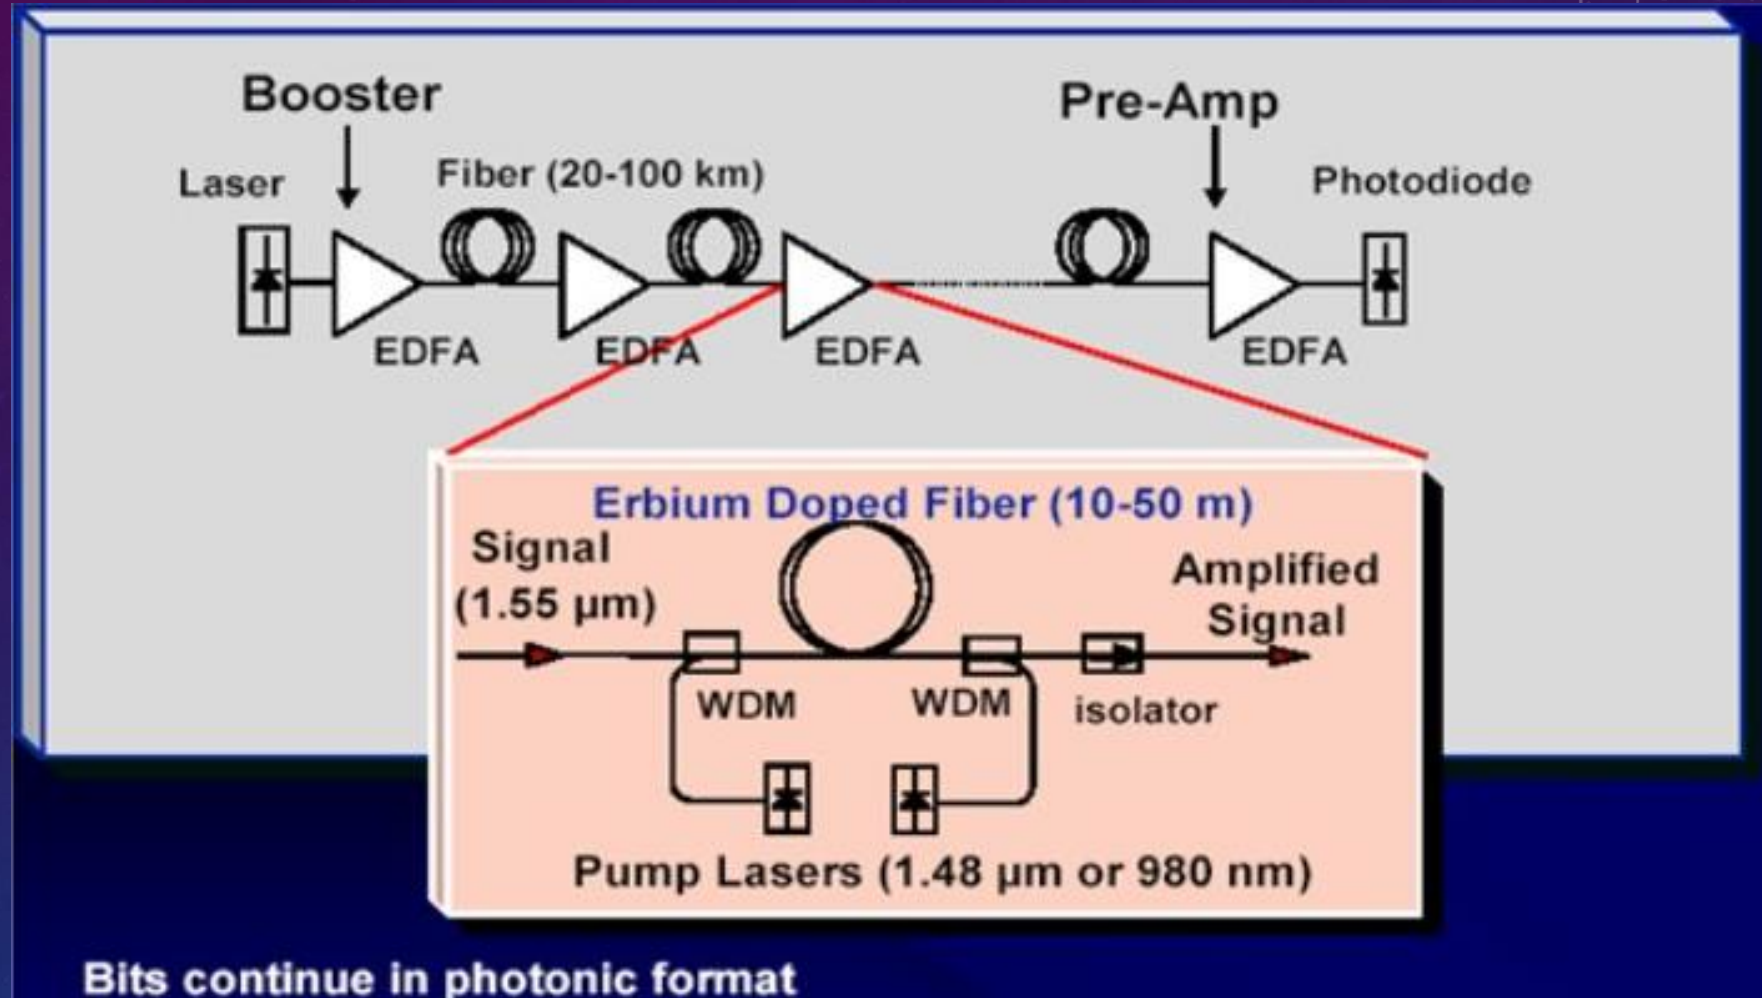 Booster
Pre-Amp
Laser
Fiber (20-100 km)
Photodiode
EDFA
EDFA
EDFA
EDFA
Erbium Doped Fiber (10-50 m)
Signal
(1.55 µm)
Amplified
Signal
WDM
WDM
isolator
Pump Lasers (1.48 µm or 980 nm)
Bits continue in photonic format